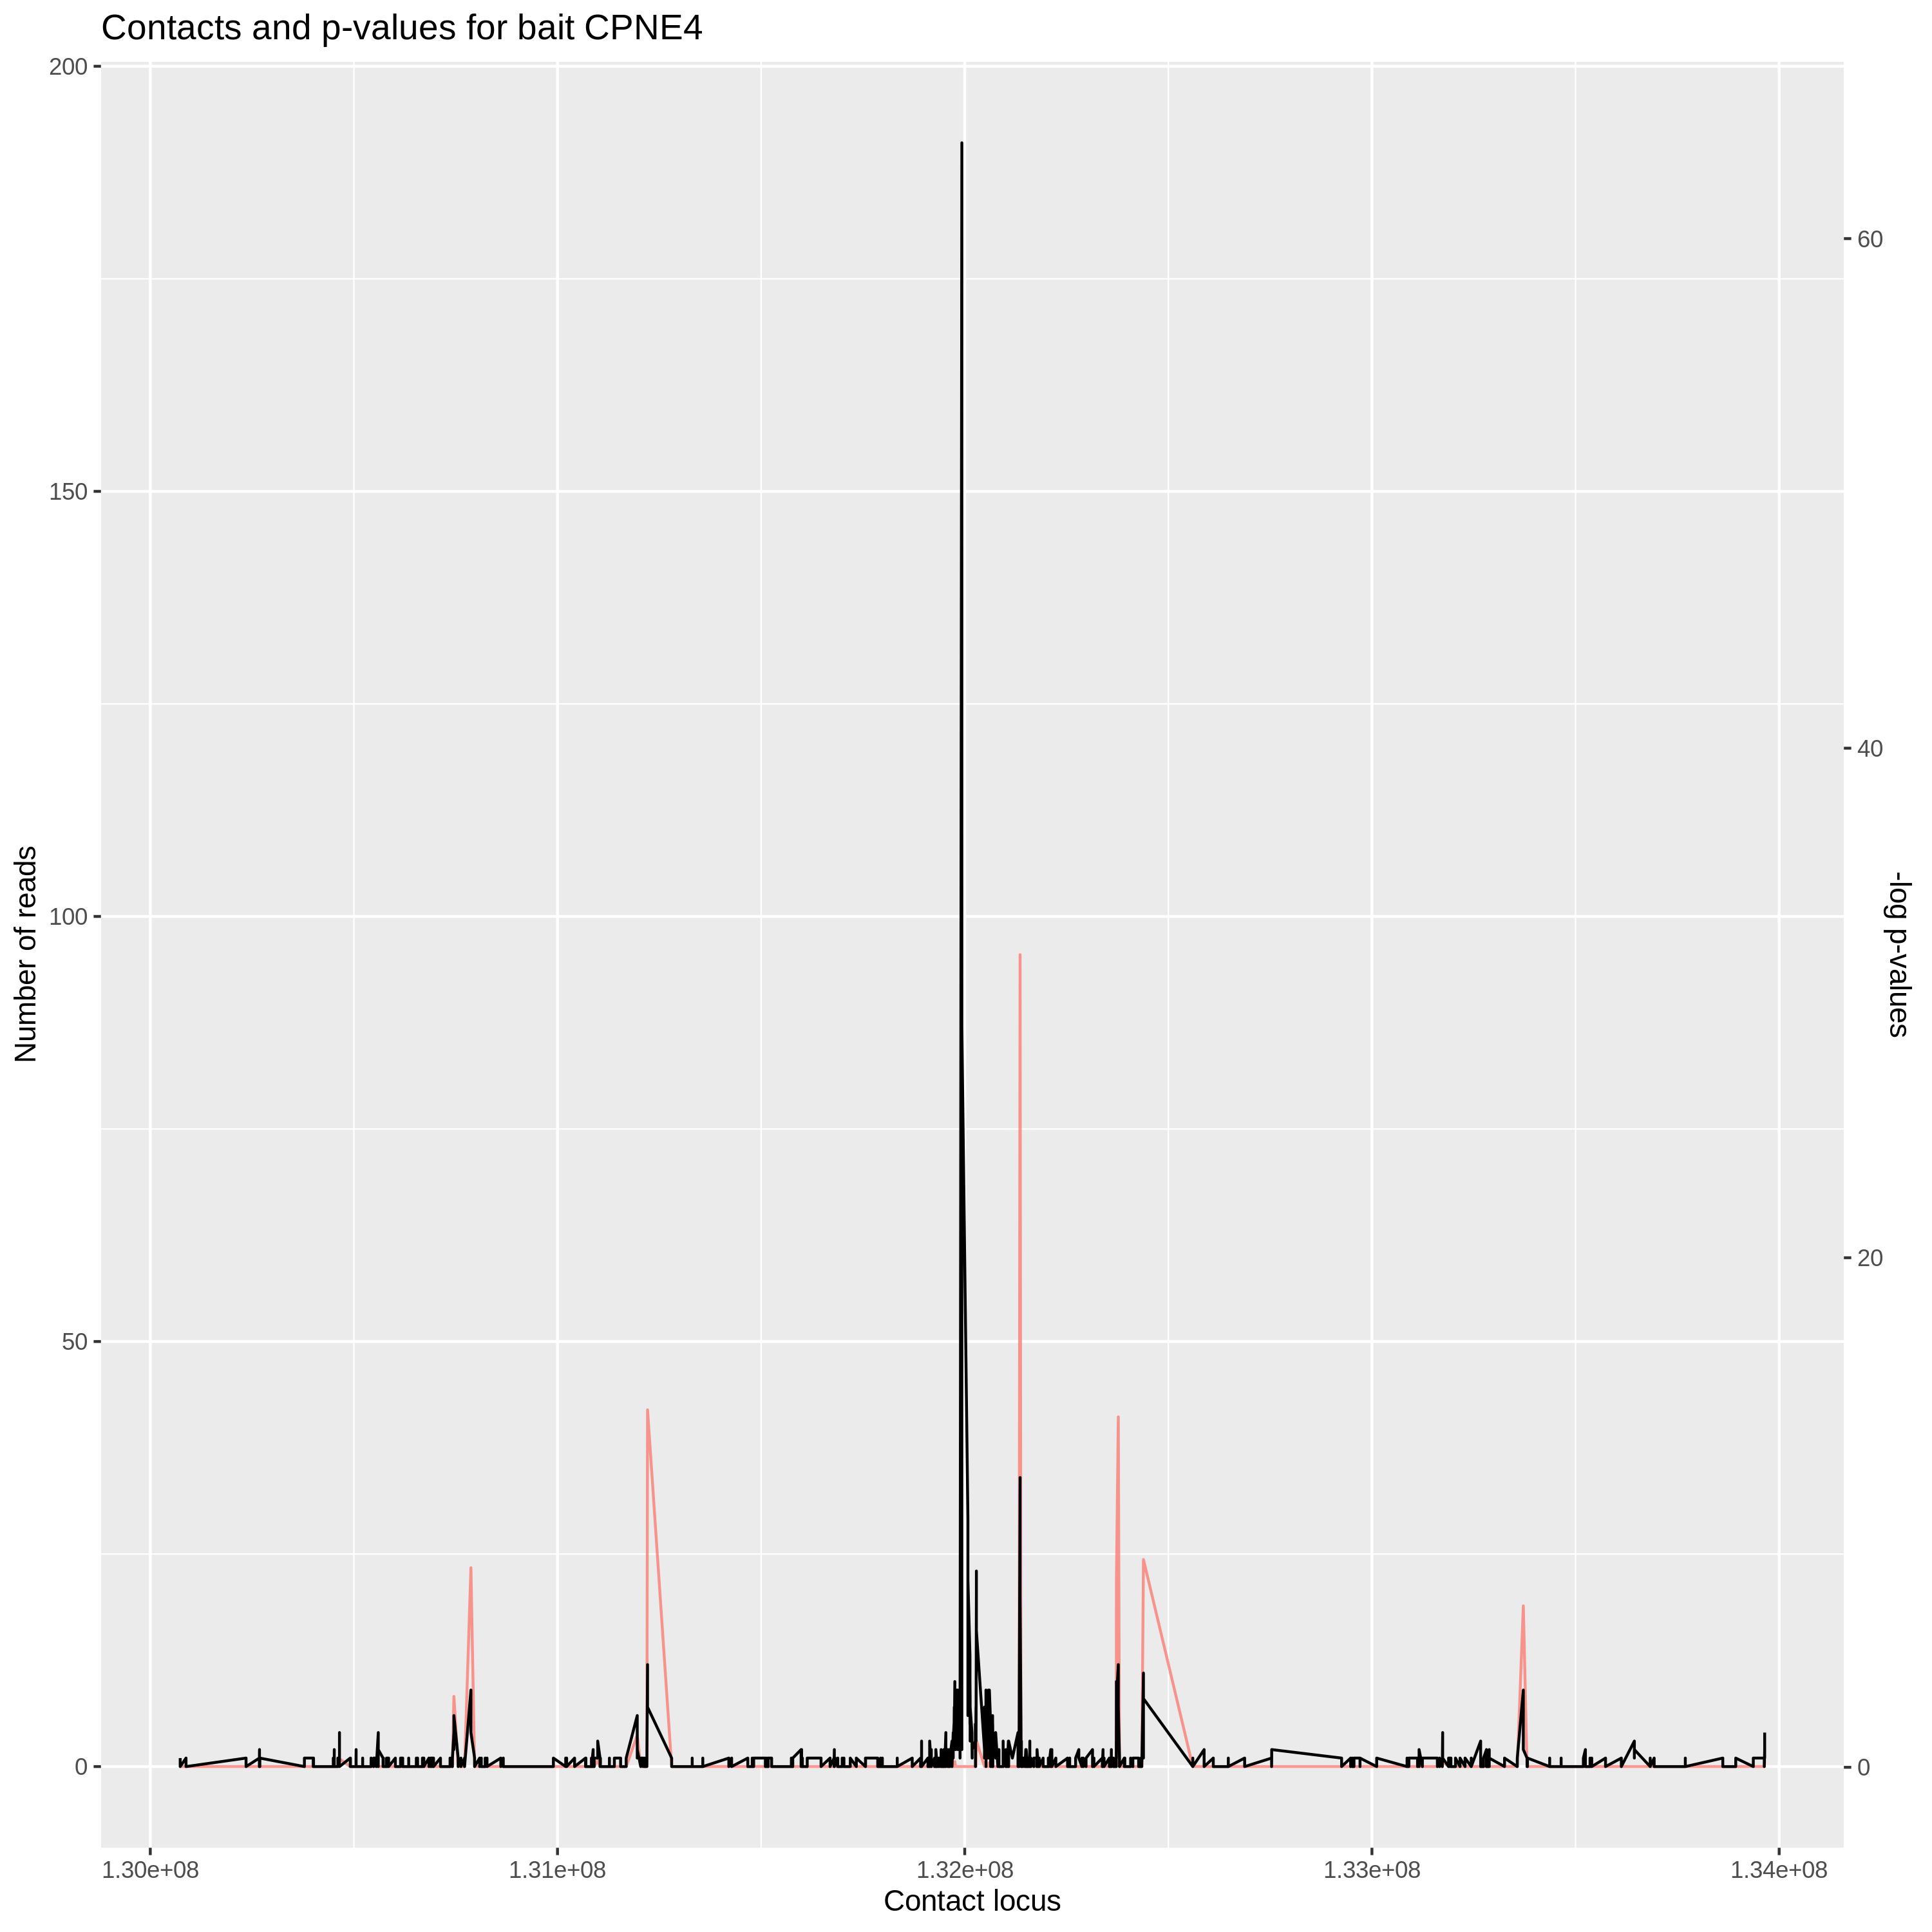 Contacts and p-values for bait CPNE4
200
150
100
50
0
Number of reads
60
40
20
0
-log p-values
1.30e+08
1.31e+08
1.32e+08
1.33e+08
1.34e+08
Contact locus